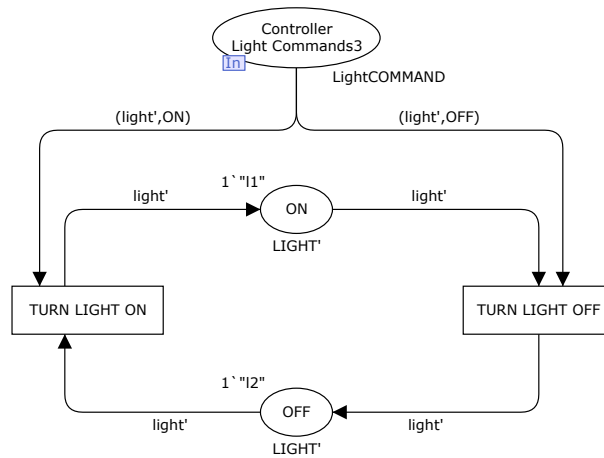 Controller
Light Commands3
In
LightCOMMAND
(light',ON)
(light',OFF)
1`"l1"
light'
ON
light'
LIGHT'
TURN LIGHT ON
TURN LIGHT OFF
1`"l2"
light'
OFF
light'
LIGHT'